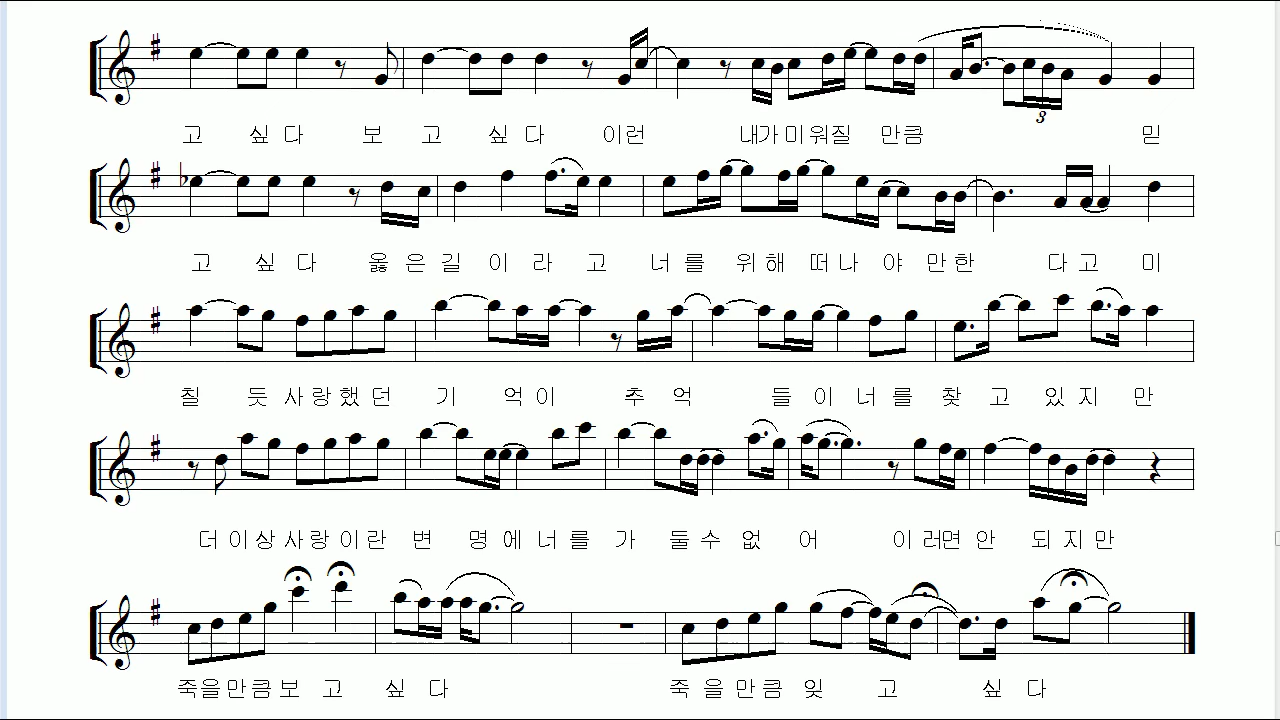 3
고 싶 다 보 고 싶 다 이런 내가 미 워질 만큼 믿
고 싶 다 옳 은 길 이 라 고 너 를 위 해 떠 나 야 만 한 다 고 미
칠 듯 사 랑 했 던 기 억 이 추 억 들 이 너 를 찾 고 있 지 만
더 이 상 사 랑 이 란 변 명 에 너 를 가 둘 수 없 어 이 러면 안 되 지 만
죽을 만큼 보 고 싶 다 죽 을 만큼 잊 고 싶 다